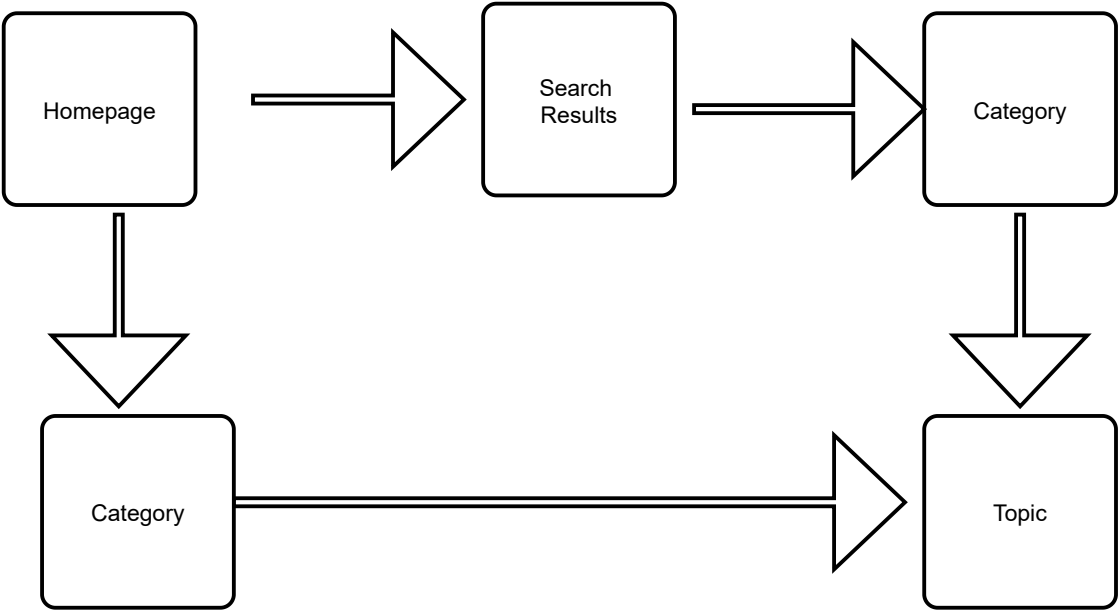 Homepage
Search
Results
Category
Category
Topic